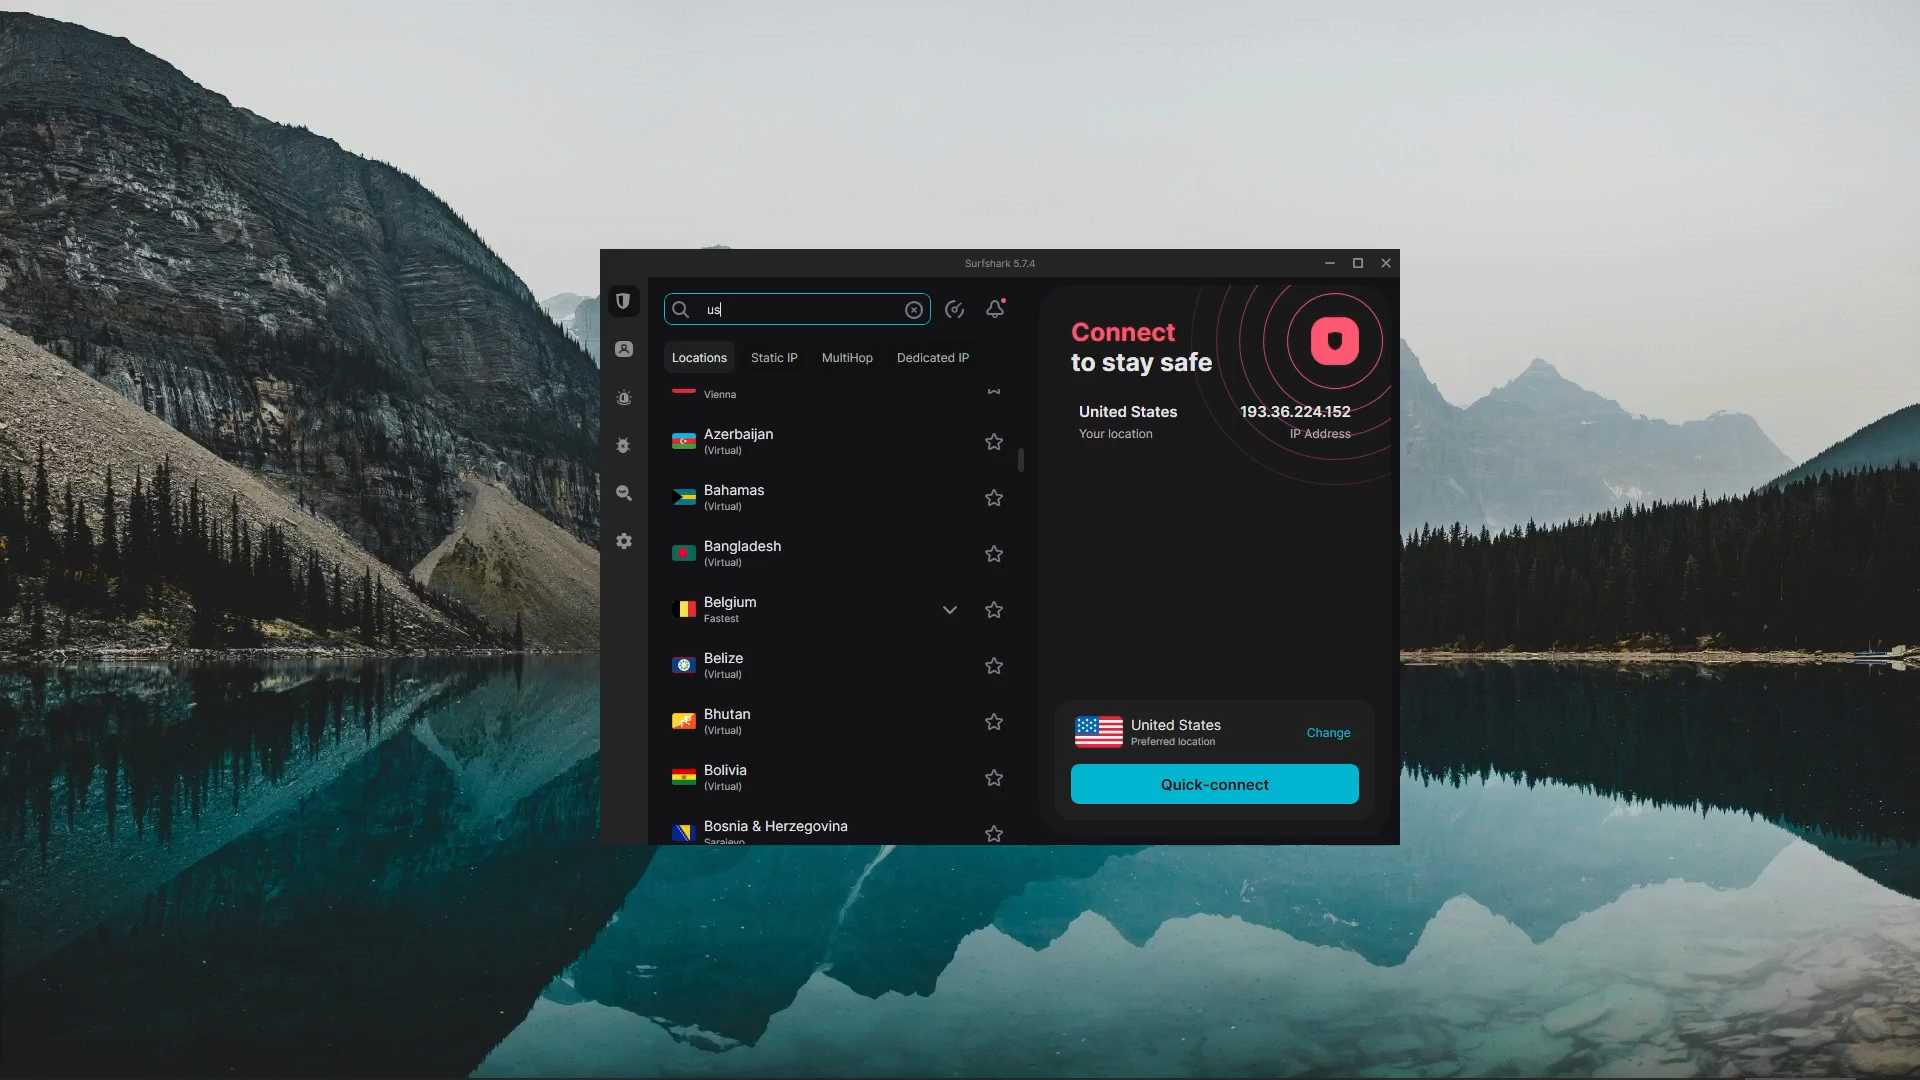 Surfshark 5.7.4
us
Locations
Static IP
MultiHop
Dedicated IP
Vienna
Azerbaijan
(Virtual)
Bahamas
(Virtual)
Bangladesh
(Virtual)
Belgium
Fastest
Belize
(Virtual)
Bhutan
(Virtual)
Bolivia
(Virtual)
Bosnia & Herzegovina
Sarajevo
Connect
to stay safe
United States
193.36.224.152
Your location
IP Address
United States
Preferred location
Change
Quick-connect